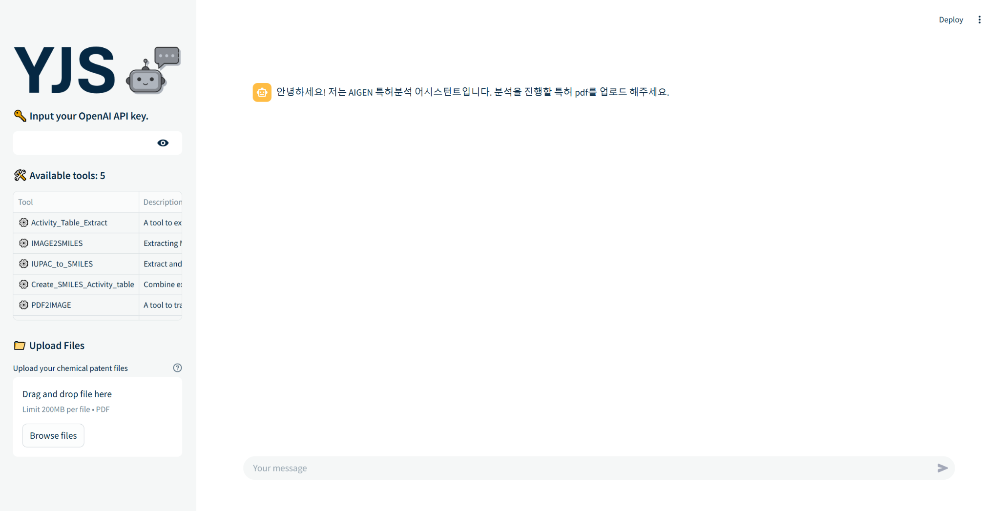 Deploy
YJS
Input your OpenAI API key.
Available tools: 5
Tool Description
Activity_Table_Extract A tool to ex
IMAGE2SMILES Extracting
IUPAC_to_SMILES Extract and
Create_SMILES_Activity_table Combine ex
PDF2IMAGE A tool to tra
Upload Files
Upload your chemical patent files
Drag and drop file here
Limit 200MB per file • PDF
Browse files
안녕하세요! 저는 AIGEN 특허분석 어시스턴트입니다. 분석을 진행할 특허 pdf를 업로드 해주세요.
Your message